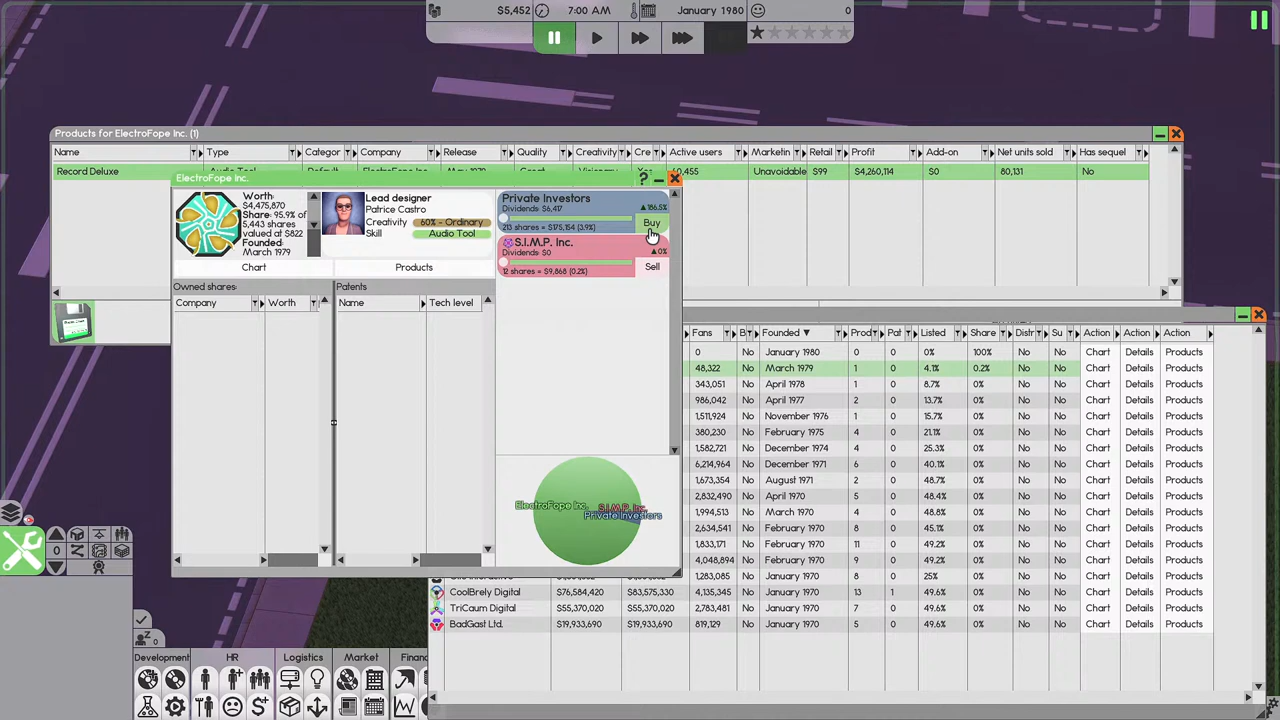 $5,452 7:00 AM January 1980 0
Products for ElectroFope Inc. (1)
Name Type Categor Company Release Quality Creativity Cre Active users Marketin Retail Profit Add-on Net units sold Has sequel
Record Deluxe Unavoidable $99 $4,260,114 $0 80,131 No
ElectroFope Inc. ?
Worth:
$4,475,870
Share: 95.9% of
5,443 shares
valued at $822
Founded:
March 1979
Lead designer
Patrice Castro
Creativity 60% - Ordinary
Skill Audio Tool
Private Investors
Dividends: $6,417 186.5%
Buy
213 shares = $175,154 (3.9%)
S.I.M.P. Inc.
Dividends: $0 0%
Sell
12 shares = $9,868 (0.2%)
Chart Products
Owned shares: Patents
Company Worth Name Tech level
ElectroFope Inc.
S.I.M.P. Inc.
Private Investors
Fans B Founded ▼ Prod Pat Listed Share Distr Su Action Action Action
0 No January 1980 0 0 0% 100% No No Chart Details Products
48,322 No March 1979 1 0 4.1% 0.2% No No Chart Details Products
343,051 No April 1978 1 0 8.7% 0% No No Chart Details Products
986,042 No April 1977 2 0 13.7% 0% No No Chart Details Products
1,511,924 No November 1976 1 0 15.7% 0% No No Chart Details Products
380,230 No February 1975 4 0 21.1% 0% No No Chart Details Products
1,582,721 No December 1974 4 0 25.3% 0% No No Chart Details Products
6,214,964 No December 1971 6 0 40.1% 0% No No Chart Details Products
1,673,354 No August 1971 2 0 48.7% 0% No No Chart Details Products
2,832,490 No April 1970 5 0 48.4% 0% No No Chart Details Products
1,994,513 No March 1970 4 0 48.8% 0% No No Chart Details Products
2,634,541 No February 1970 8 0 45.1% 0% No No Chart Details Products
1,833,171 No February 1970 11 0 49.2% 0% No No Chart Details Products
4,048,894 No February 1970 9 0 49.2% 0% No No Chart Details Products
1,283,085 No January 1970 8 0 25% 0% No No Chart Details Products
CoolBrely Digital $76,584,420 $83,575,330 4,135,345 No January 1970 13 1 49.6% 0% No No Chart Details Products
TriCaum Digital $55,370,020 $55,370,020 2,783,481 No January 1970 7 0 49.6% 0% No No Chart Details Products
BadGast Ltd. $19,933,690 $19,933,690 819,129 No January 1970 5 0 49.6% 0% No No Chart Details Products
0
0
Development HR Logistics Market Financ